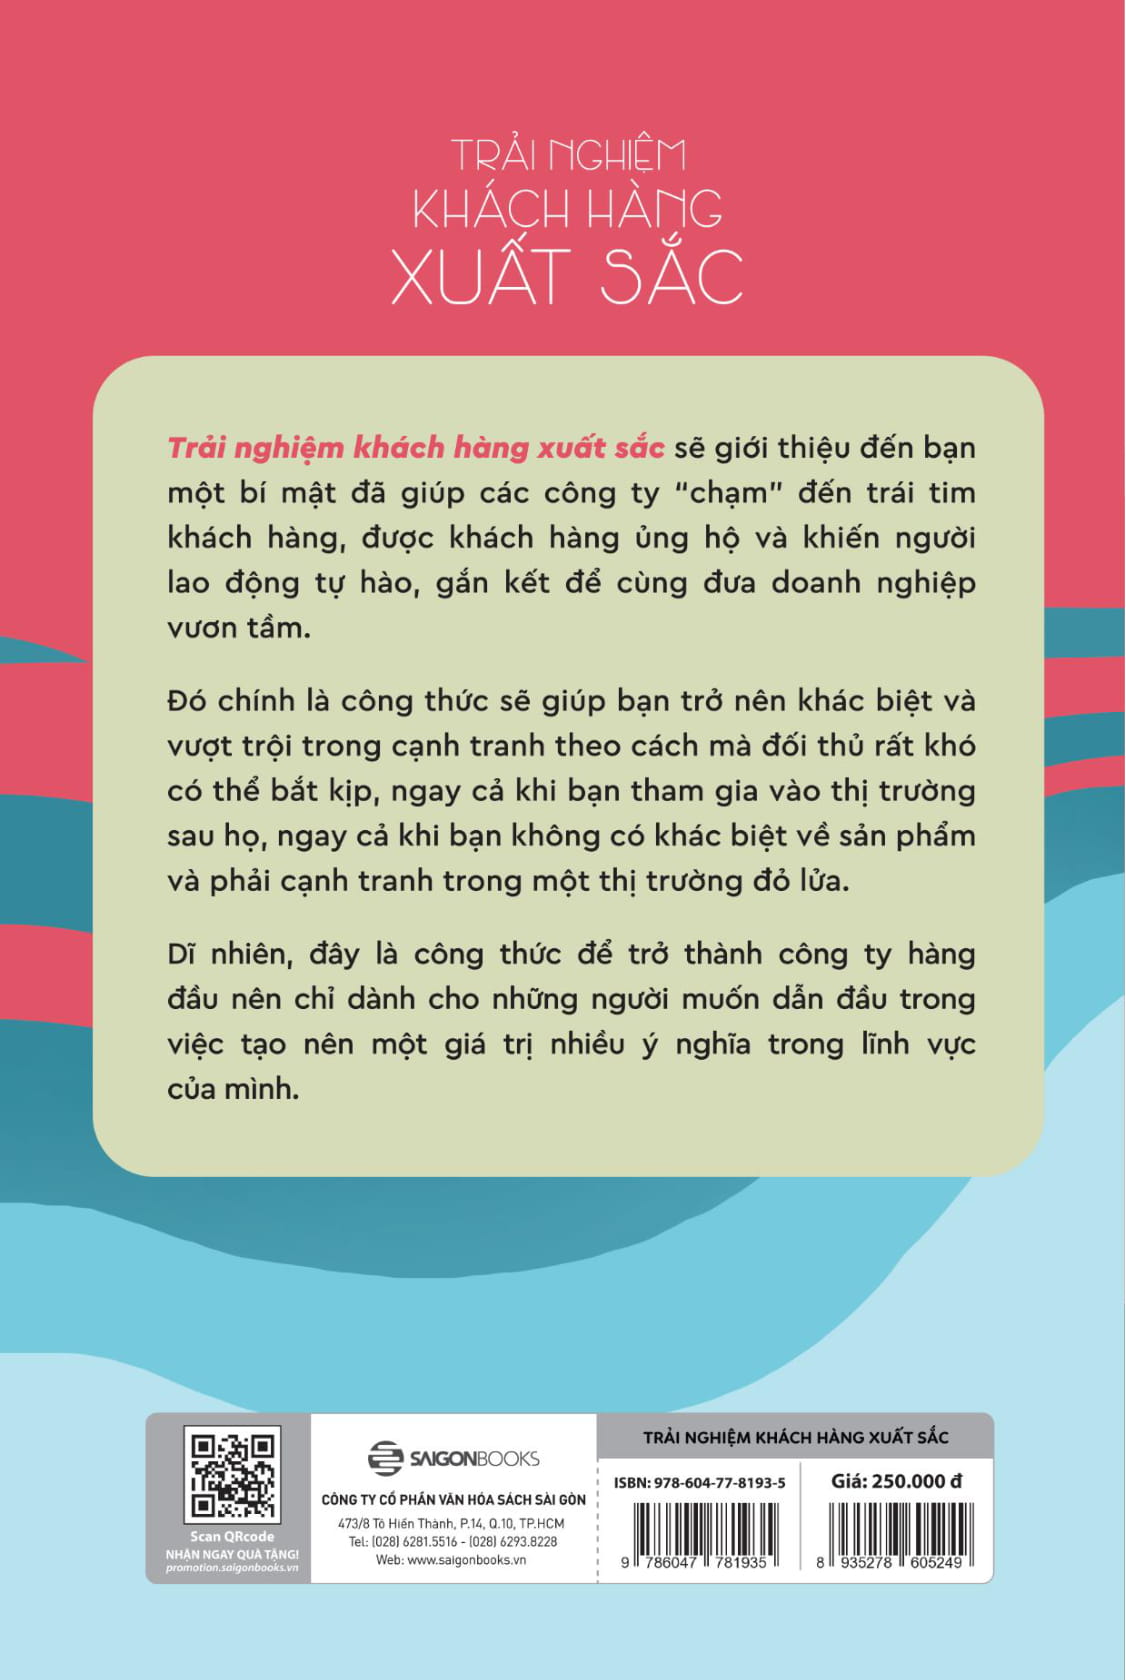 TRẢI NGHIỆM
KHÁCH HÀNG
XUẤT SẮC
Trải nghiệm khách hàng xuất sắc sẽ giới thiệu đến bạn
một bí mật đã giúp các công ty “chạm” đến trái tim
khách hàng, được khách hàng ủng hộ và khiến người
lao động tự hào, gắn kết để cùng đưa doanh nghiệp
vươn tầm.
Đó chính là công thức sẽ giúp bạn trở nên khác biệt và
vượt trội trong cạnh tranh theo cách mà đối thủ rất khó
có thể bắt kịp, ngay cả khi bạn tham gia vào thị trường
sau họ, ngay cả khi bạn không có khác biệt về sản phẩm
và phải cạnh tranh trong một thị trường đỏ lửa.
Dĩ nhiên, đây là công thức để trở thành công ty hàng
đầu nên chỉ dành cho những người muốn dẫn đầu trong
việc tạo nên một giá trị nhiều ý nghĩa trong lĩnh vực
của mình.
Scan QRcode
NHẬN NGAY QUÀ TẶNG!
promotion.saigonbooks.vn
SAIGONBOOKS
CÔNG TY CỔ PHẦN VĂN HÓA SÁCH SÀI GÒN
473/8 Tô Hiến Thành, P.14, Q.10, TP.HCM
Tel: (028) 6281.5516 - (028) 6293.8228
Web: www.saigonbooks.vn
TRẢI NGHIỆM KHÁCH HÀNG XUẤT SẮC
ISBN: 978-604-77-8193-5
9 786047 781935
Giá: 250.000 đ
8 935278 605249